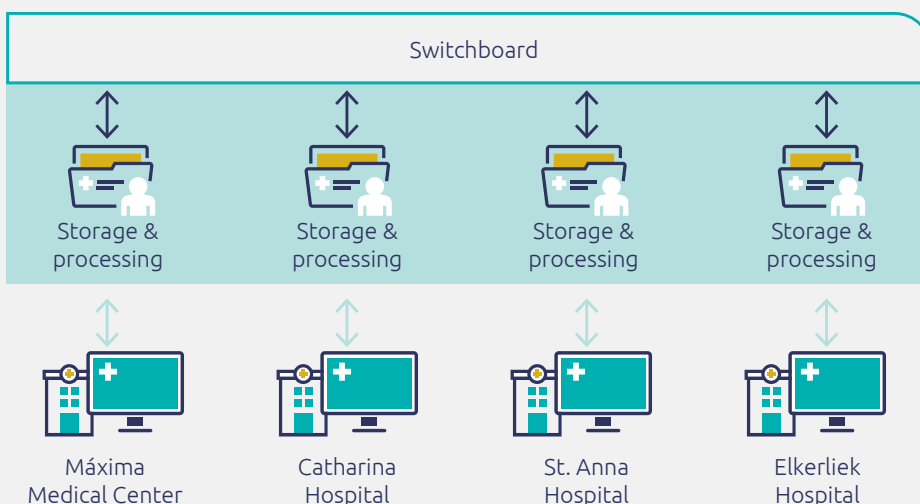 Switchboard
Storage &
processing
Storage &
processing
Storage &
processing
Storage &
processing
Máxima
Medical Center
Catharina
Hospital
St. Anna
Hospital
Elkerliek
Hospital